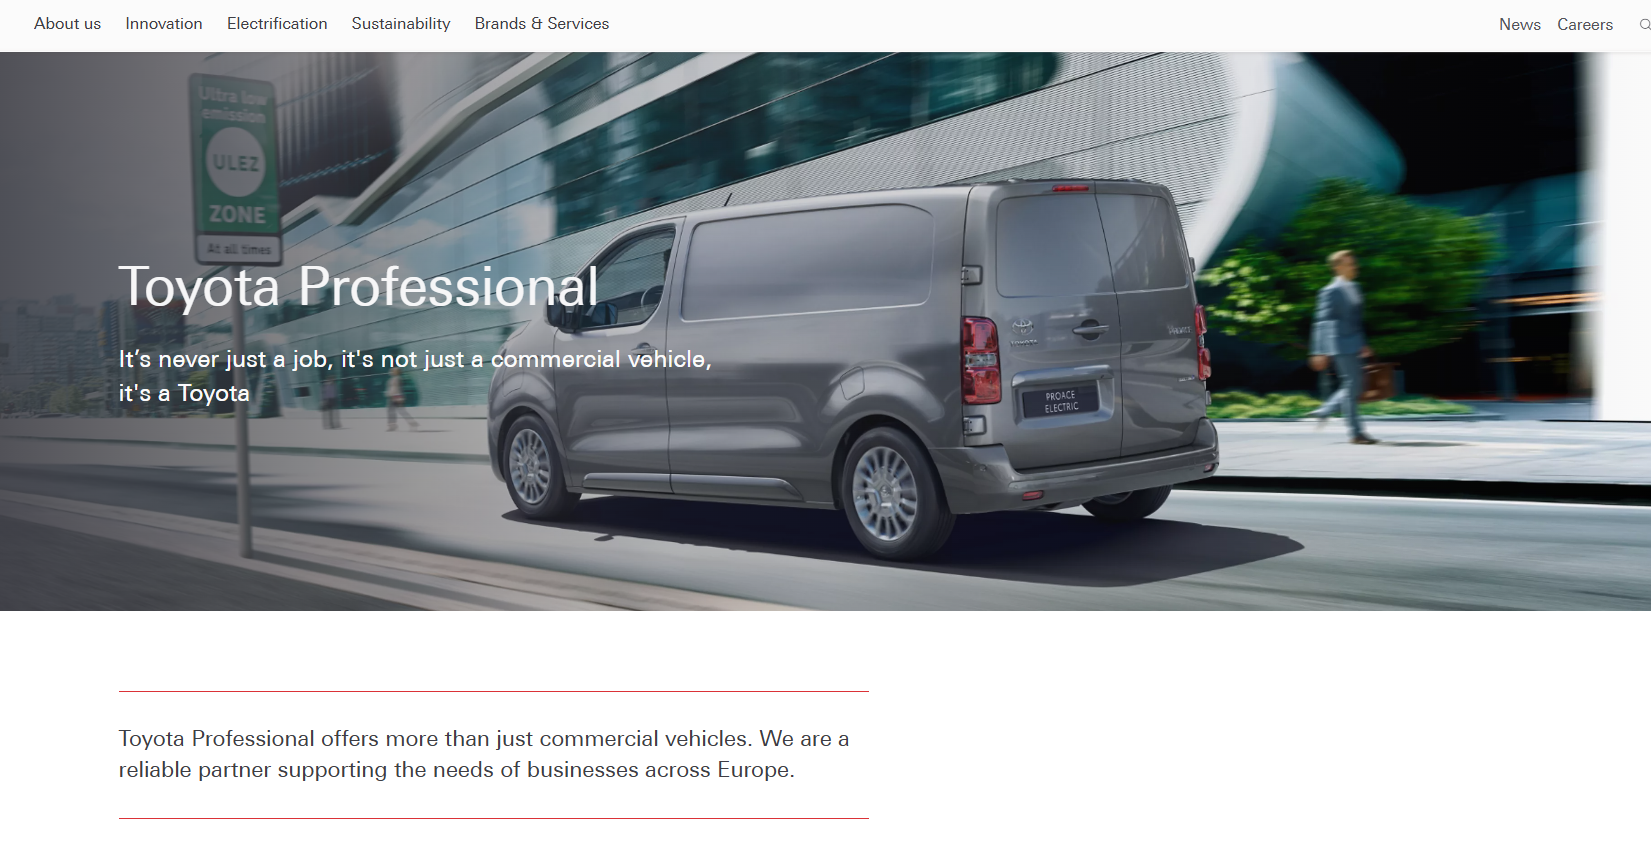 About us
Innovation
Electrification
Sustainability
Brands & Services
News
Careers
Ultra low
emission
ULEZ
ZONE
At all times
Toyota Professional
It’s never just a job, it's not just a commercial vehicle,
it's a Toyota
TOYOTA
PROACE
PROACE
ELECTRIC
Toyota Professional offers more than just commercial vehicles. We are a
reliable partner supporting the needs of businesses across Europe.